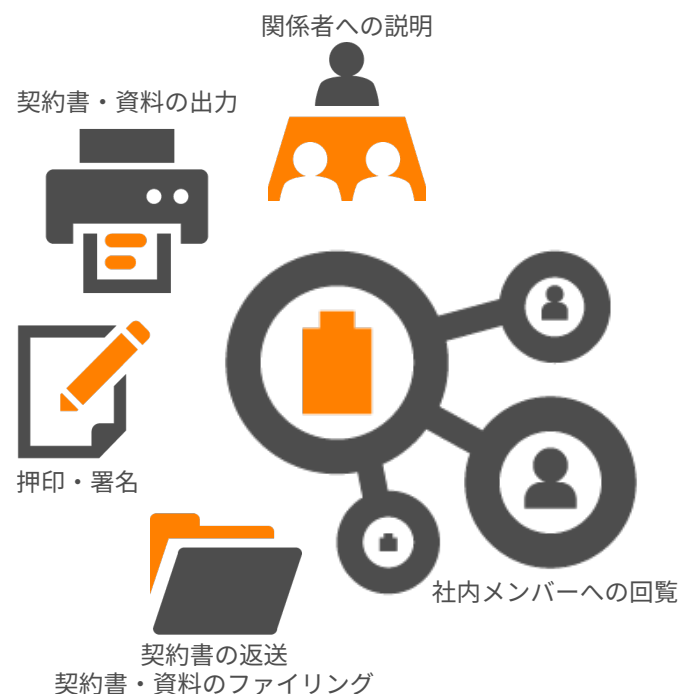 関係者への説明
契約書・資料の出力
押印・署名
社内メンバーへの回覧
契約書の返送
契約書・資料のファイリング